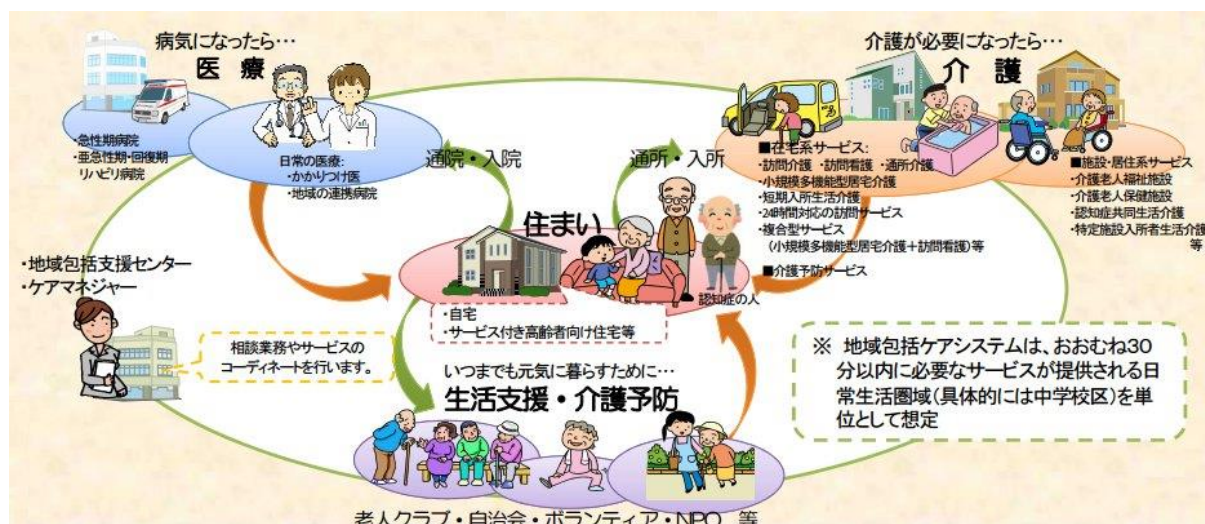 病気になったら…
医 療
・急性期病院
・亜急性期・回復期
リハビリ病院
日常の医療:
・かかりつけ医
・地域の連携病院
通院・入院
通所・入所
介護が必要になったら…
介 護
■在宅系サービス:
・訪問介護 ・訪問看護 ・通所介護
・小規模多機能型居宅介護
・短期入所生活介護
・24時間対応の訪問サービス
・複合型サービス
(小規模多機能型居宅介護+訪問看護)等
■介護予防サービス
■施設・居住系サービス
・介護老人福祉施設
・介護老人保健施設
・認知症共同生活介護
・特定施設入所者生活介護
等
住まい
認知症の人
・自宅
・サービス付き高齢者向け住宅等
・地域包括支援センター
・ケアマネジャー
相談業務やサービスの
コーディネートを行います。
いつまでも元気に暮らすために…
生活支援・介護予防
老人クラブ・自治会・ボランティア・NPO 等
※ 地域包括ケアシステムは、おおむね30
分以内に必要なサービスが提供される日
常生活圏域(具体的には中学校区)を単
位として想定